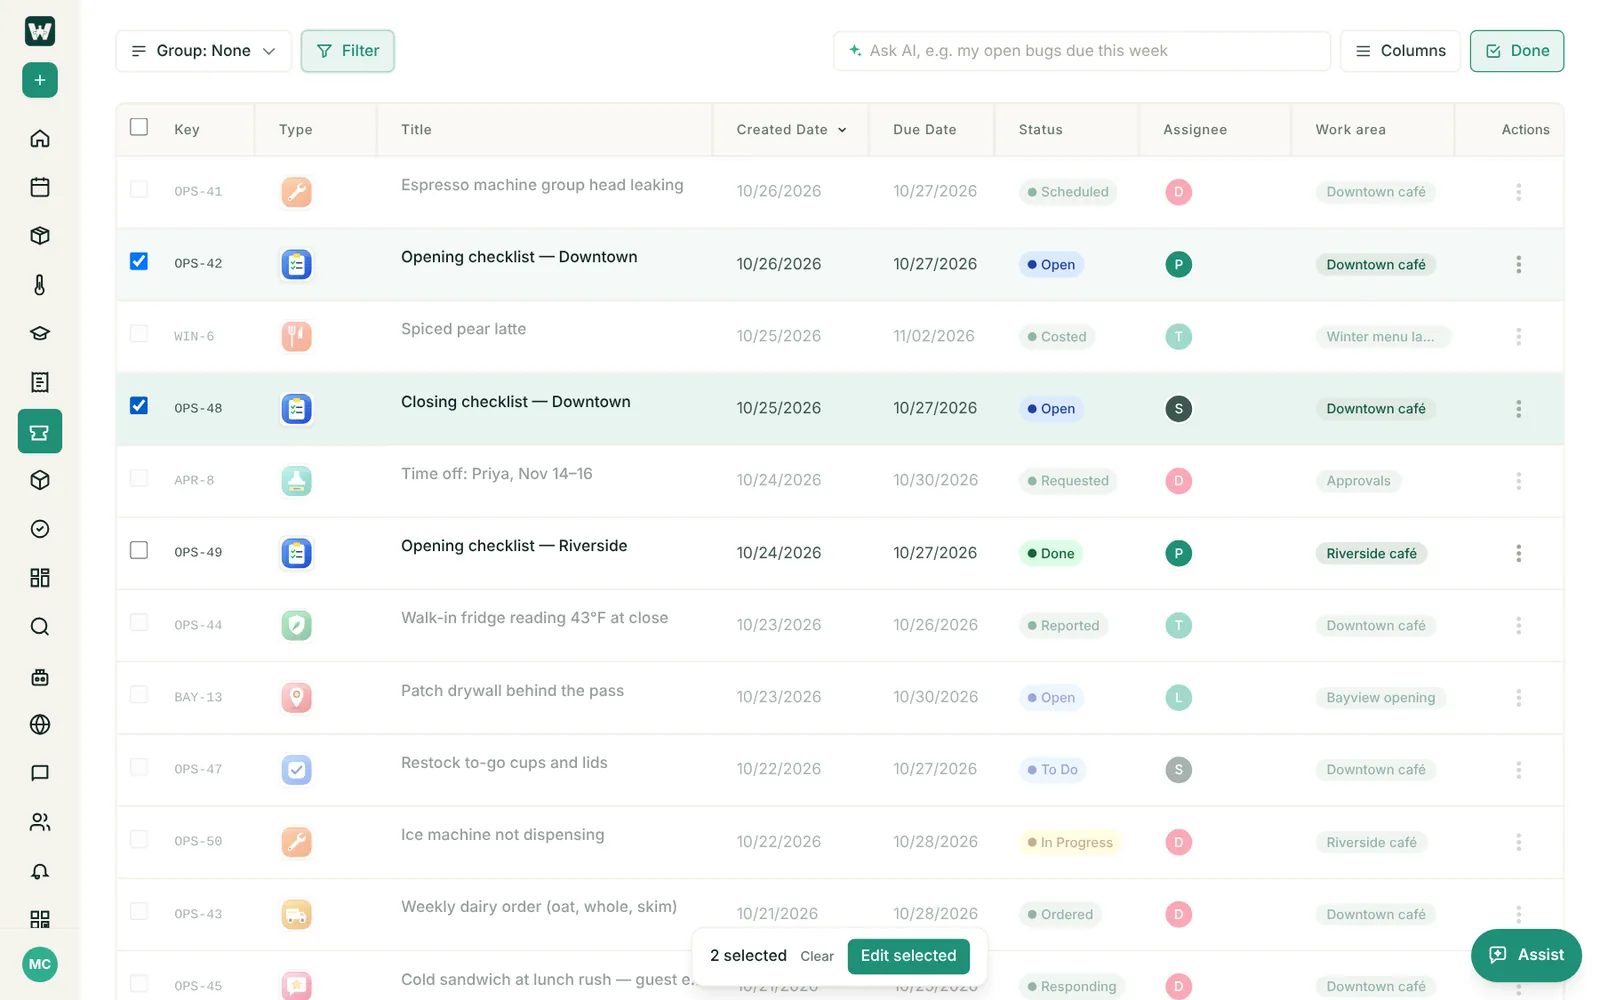 W
Group: None
Filter
Ask AI, e.g. my open bugs due this week
Columns
Done
Key Type Title Created Date Due Date Status Assignee Work area Actions
OPS-41 Espresso machine group head leaking 10/26/2026 10/27/2026 Scheduled D Downtown café
OPS-42 Opening checklist — Downtown 10/26/2026 10/27/2026 Open P Downtown café
WIN-6 Spiced pear latte 10/25/2026 11/02/2026 Costed T Winter menu la...
OPS-48 Closing checklist — Downtown 10/25/2026 10/27/2026 Open S Downtown café
APR-8 Time off: Priya, Nov 14–16 10/24/2026 10/30/2026 Requested D Approvals
OPS-49 Opening checklist — Riverside 10/24/2026 10/27/2026 Done P Riverside café
OPS-44 Walk-in fridge reading 43°F at close 10/23/2026 10/26/2026 Reported T Downtown café
BAY-13 Patch drywall behind the pass 10/23/2026 10/30/2026 Open L Bayview opening
OPS-47 Restock to-go cups and lids 10/22/2026 10/27/2026 To Do S Downtown café
OPS-50 Ice machine not dispensing 10/22/2026 10/28/2026 In Progress D Riverside café
OPS-43 Weekly dairy order (oat, whole, skim) 10/21/2026 10/28/2026 Ordered D Downtown café
OPS-45 Cold sandwich at lunch rush — guest e... Responding D Downtown café
2 selected Clear Edit selected
Assist
MC